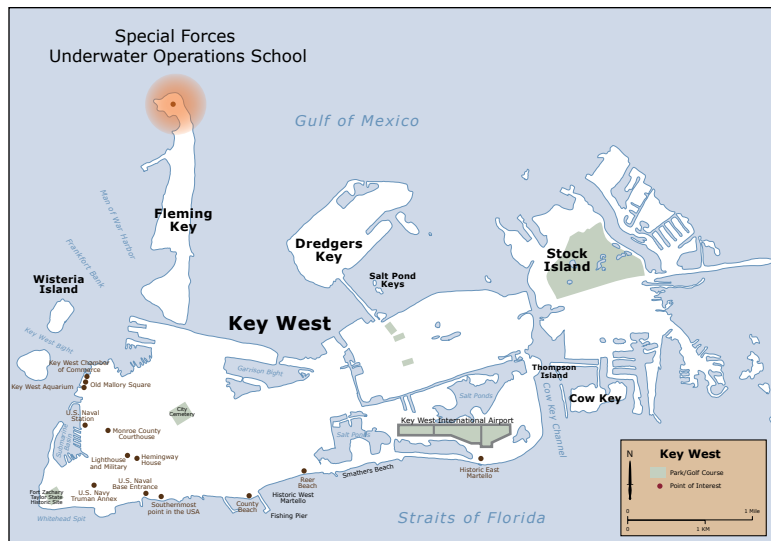 Special Forces
Underwater Operations School
Gulf of Mexico
Man of War Harbor
Fleming
Key
Frankfort Bank
Dredgers
Key
Stock
Island
Salt Pond
Keys
Wisteria
Island
Key West
Key West Bight
Key West Chamber
of Commerce
Garrison Bight
Thompson
Island
Key West Aquarium
Old Mallory Square
Salt Ponds
Cow Key
Cow Key Channel
City
Cemetery
U.S. Naval
Station
Key West International Airport
Monroe County
Courthouse
Salt Ponds
Submarine
Basin
Lighthouse
and Military
Hemingway
House
Smathers Beach
Historic East
Martello
Reer
Beach
U.S. Naval
Base Entrance
Fort Zachery
Taylor State
Historic Site
U.S. Navy
Truman Annex
Southernmost
point in the USA
County
Beach
Historic West
Martello
Fishing Pier
Whitehead Spit
Straits of Florida
Key West
N
Park/Golf Course
Point of Interest
0
1 Mile
0
1 KM